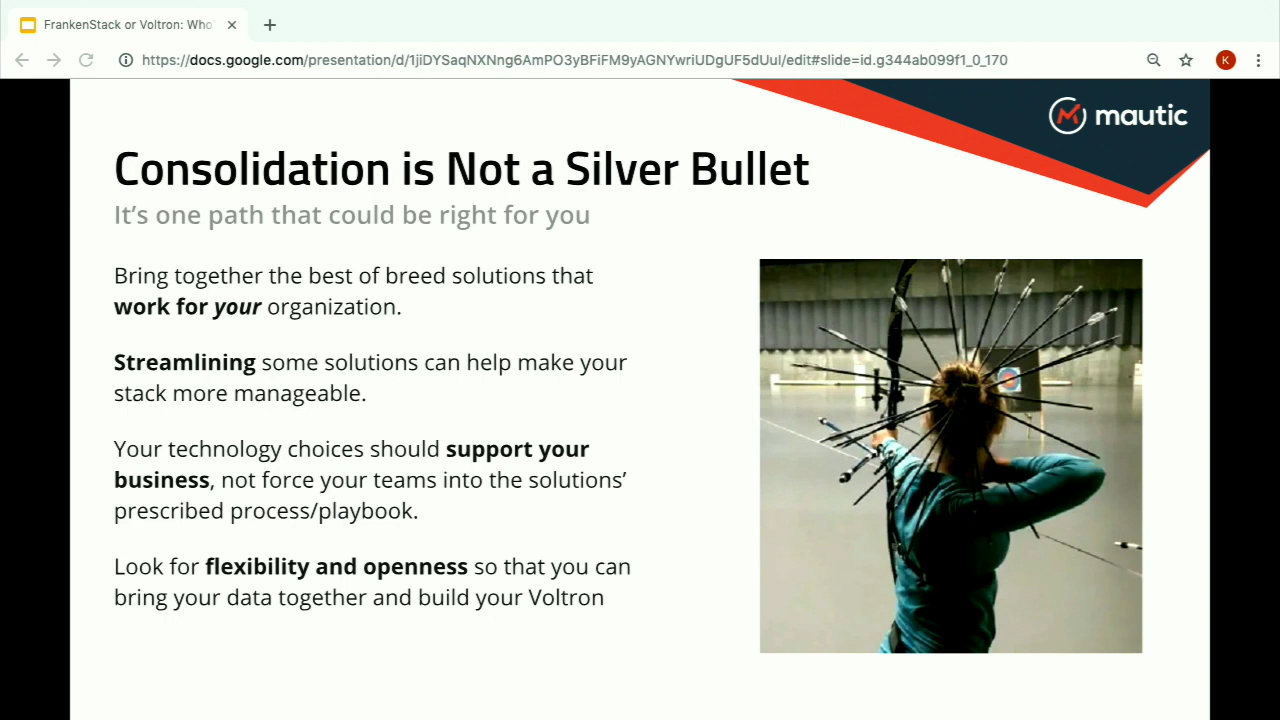 FrankenStack or Voltron: Who
https://docs.google.com/presentation/d/1jiDYSaqNXNng6AmPO3yBFiFM9yAGNYwriUDgUF5dUuI/edit#slide=id.g344ab099f1_0_170
K
mautic
Consolidation is Not a Silver Bullet
It’s one path that could be right for you
Bring together the best of breed solutions that
work for your organization.
Streamlining some solutions can help make your
stack more manageable.
Your technology choices should support your
business, not force your teams into the solutions’
prescribed process/playbook.
Look for flexibility and openness so that you can
bring your data together and build your Voltron